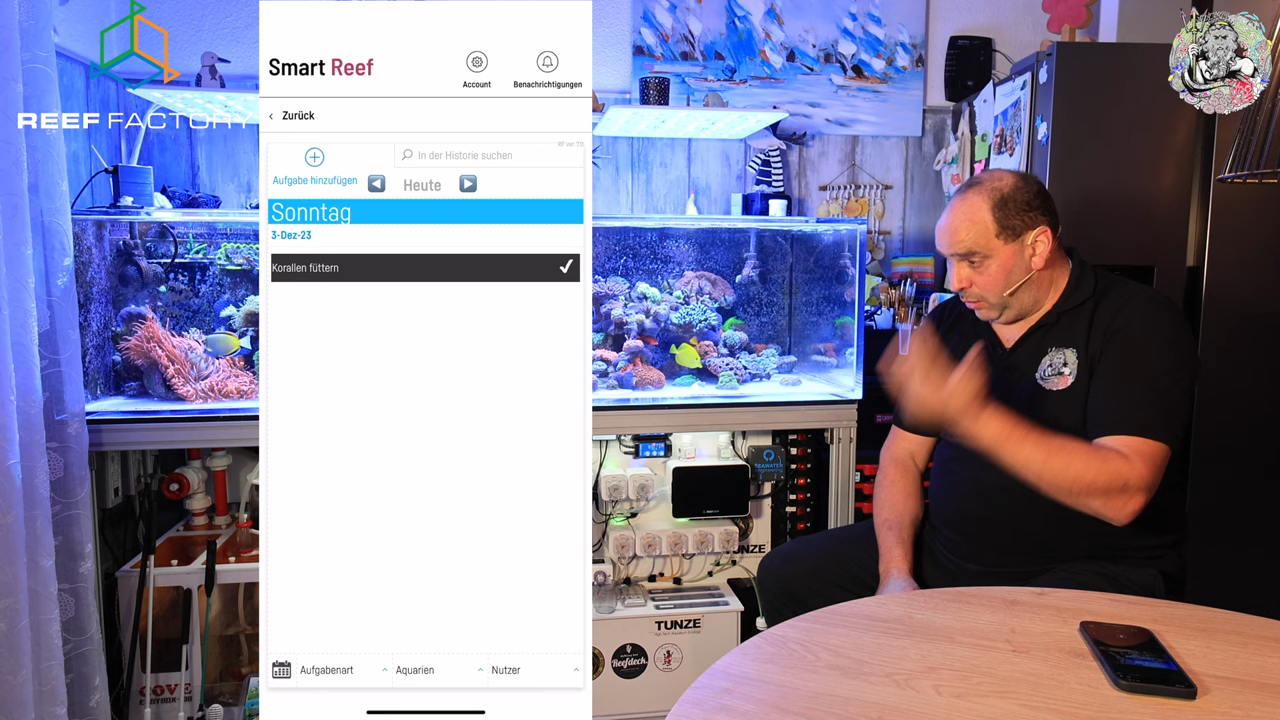 REEF FACTORY
Smart Reef
Account
Benachrichtigungen
Zurück
Aufgabe hinzufügen
In der Historie suchen
Heute
Sonntag
3-Dez-23
Korallen füttern
Aufgabenart
Aquarien
Nutzer
SEAWATER
TUNZE
TUNZE
Reefdeck.
COVE